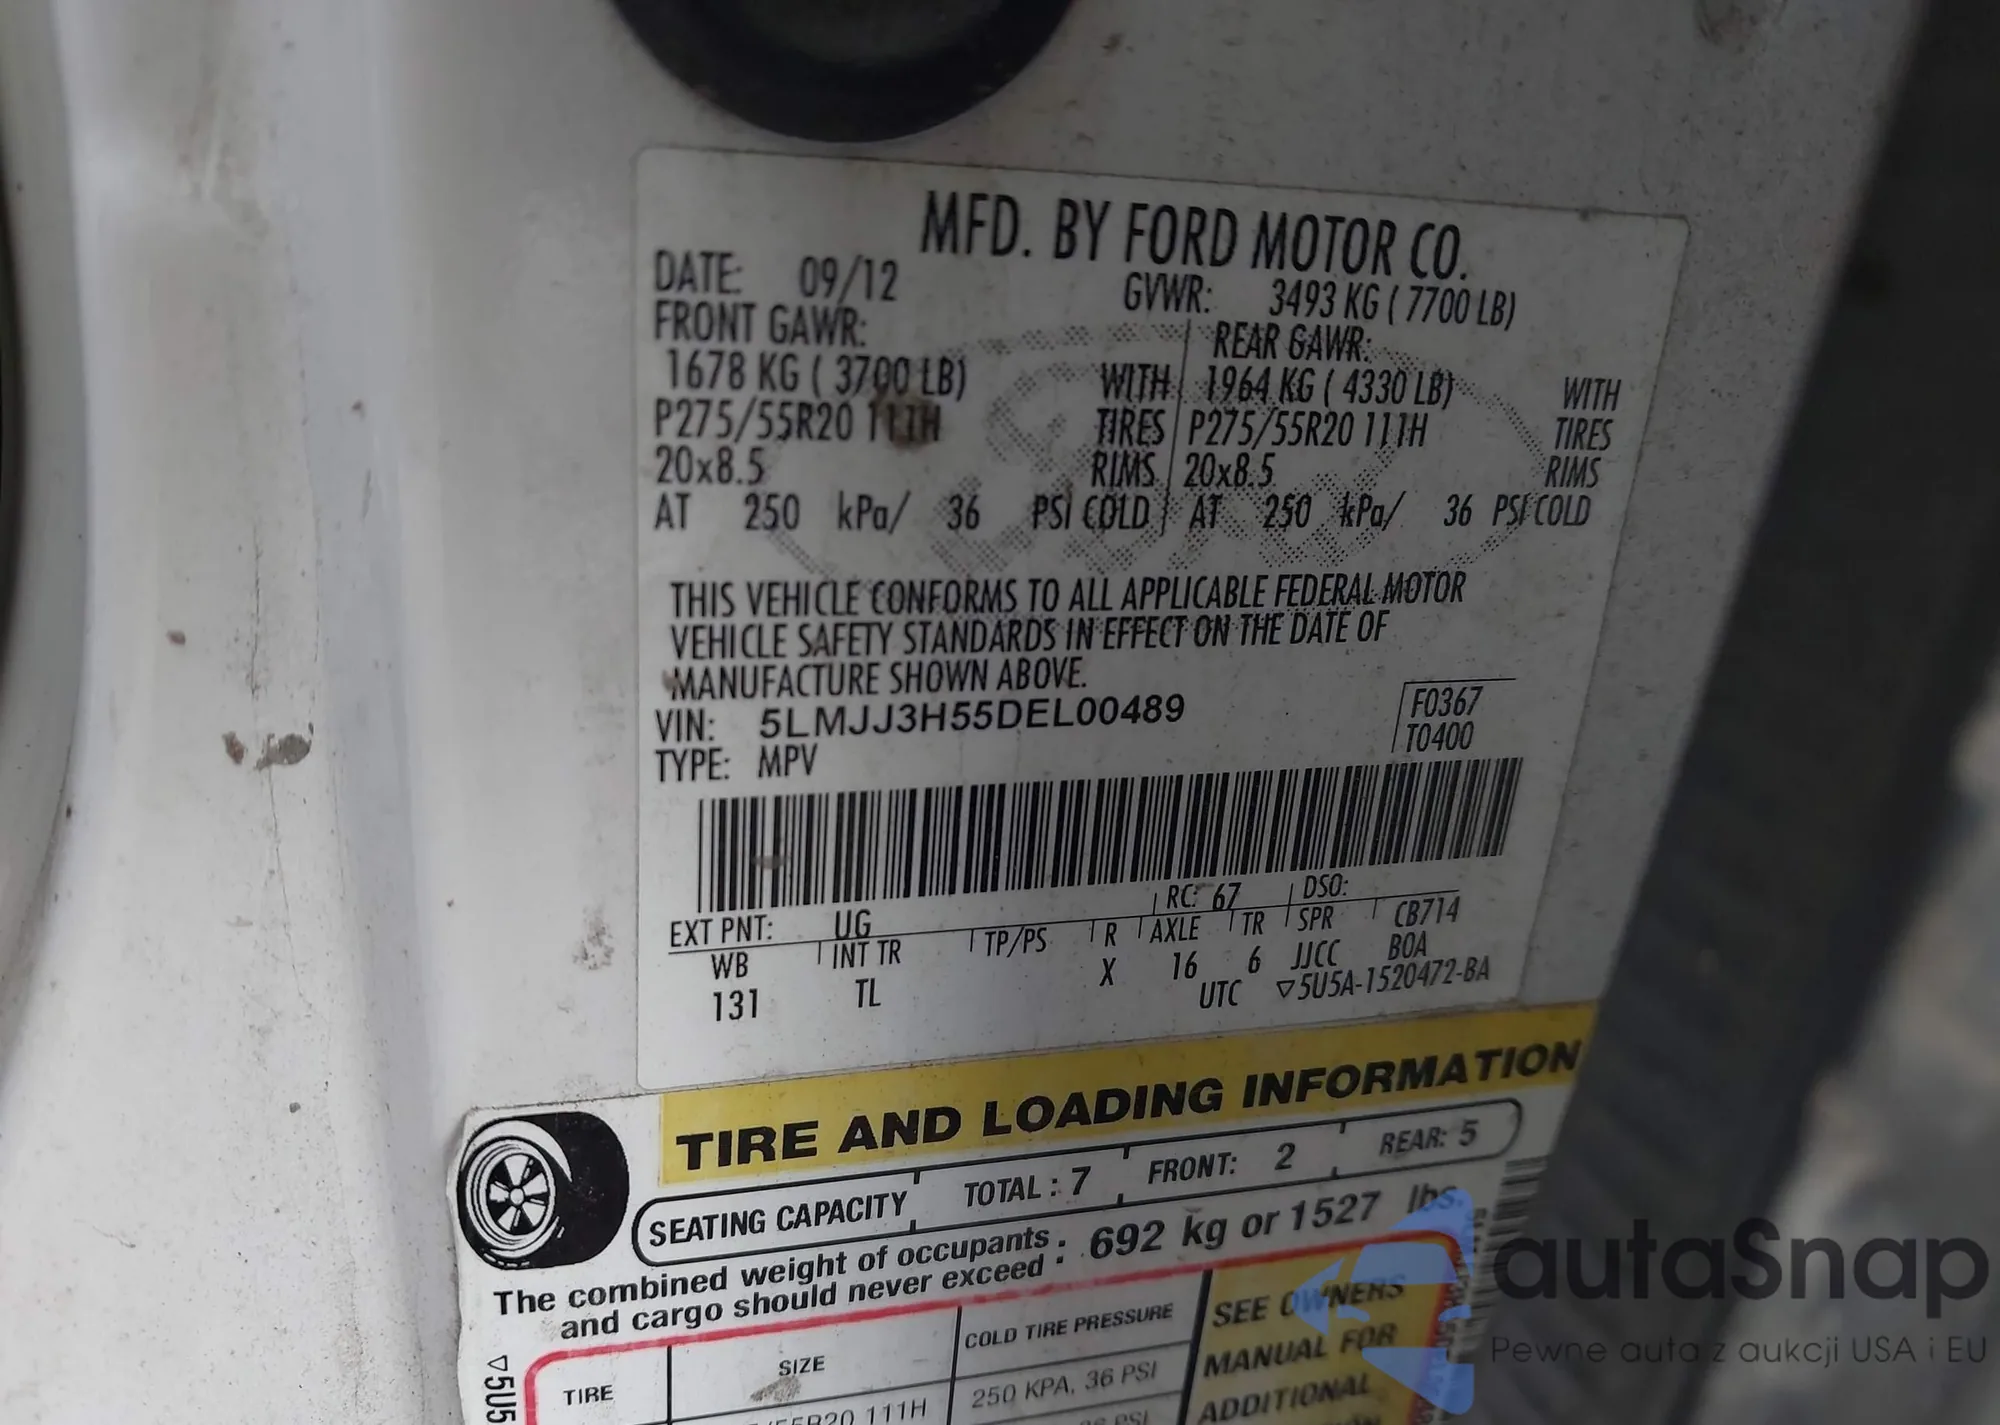 MFD. BY FORD MOTOR CO.
DATE: 09/12 GVWR: 3493 KG ( 7700 LB)
FRONT GAWR: REAR GAWR:
1678 KG ( 3700 LB) WITH 1964 KG ( 4330 LB) WITH
P275/55R20 111H TIRES P275/55R20 111H TIRES
20x8.5 RIMS 20x8.5 RIMS
AT 250 kPa/ 36 PSI COLD AT 250 kPa/ 36 PSI COLD
THIS VEHICLE CONFORMS TO ALL APPLICABLE FEDERAL MOTOR
VEHICLE SAFETY STANDARDS IN EFFECT ON THE DATE OF
MANUFACTURE SHOWN ABOVE.
VIN: 5LMJJ3H55DEL00489 F0367
TYPE: MPV T0400
EXT PNT: UG RC: 67 DSO:
WB INT TR TP/PS R AXLE TR SPR CB714
131 TL X 16 6 JJCC BOA
UTC ▽5U5A-1520472-BA
TIRE AND LOADING INFORMATION
SEATING CAPACITY TOTAL : 7 FRONT: 2 REAR: 5
The combined weight of occupants : 692 kg or 1527 lbs.
and cargo should never exceed
TIRE SIZE COLD TIRE PRESSURE SEE OWNERS
MANUAL FOR
55R20 111H 250 KPA, 36 PSI ADDITIONAL
PSI
▽5U5
autaSnap
Pewne auta z aukcji USA i EU